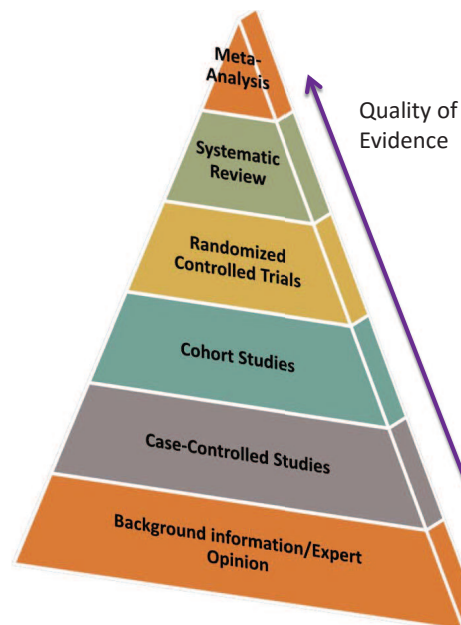 Meta-
Analysis
Quality of
Evidence
Systematic
Review
Randomized
Controlled Trials
Cohort Studies
Case-Controlled Studies
Background information/Expert
Opinion